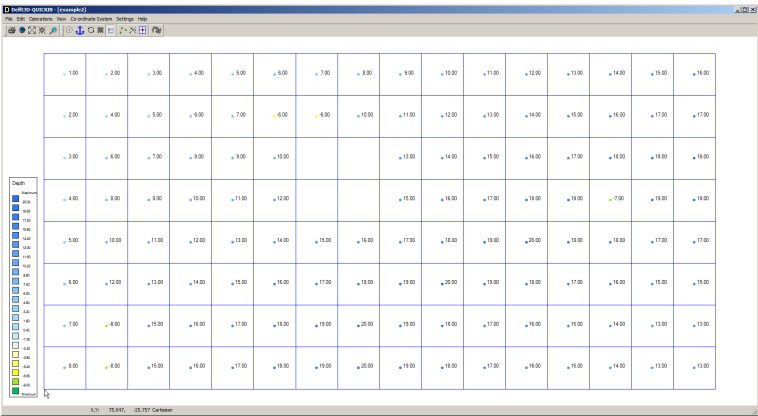 Delft3D-QUICKIN - [example2]
File Edit Operations View Co-ordinate System Settings Help
1.00 2.00 3.00 4.00 5.00 6.00 7.00 8.00 9.00 10.00 11.00 12.00 13.00 14.00 15.00 16.00
2.00 4.00 5.00 6.00 7.00 -6.00 -6.00 10.00 11.00 12.00 13.00 14.00 15.00 16.00 17.00 17.00
3.00 6.00 7.00 8.00 9.00 10.00 13.00 14.00 15.00 16.00 17.00 18.00 19.00 19.00
Depth
Maximum
4.00 8.00 9.00 10.00 11.00 12.00 15.00 16.00 17.00 18.00 19.00 -7.00 19.00 19.00
5.00 10.00 11.00 12.00 13.00 14.00 15.00 16.00 17.00 18.00 19.00 20.00 19.00 18.00 17.00 17.00
6.00 12.00 13.00 14.00 15.00 16.00 17.00 18.00 19.00 20.00 19.00 18.00 17.00 16.00 15.00 15.00
7.00 -8.00 15.00 16.00 17.00 18.00 19.00 20.00 19.00 18.00 17.00 16.00 15.00 14.00 13.00 13.00
8.00 -8.00 15.00 16.00 17.00 18.00 19.00 20.00 19.00 18.00 17.00 16.00 15.00 14.00 13.00 13.00
Minimum
X,Y: 75.047, -25.757 Cartesian